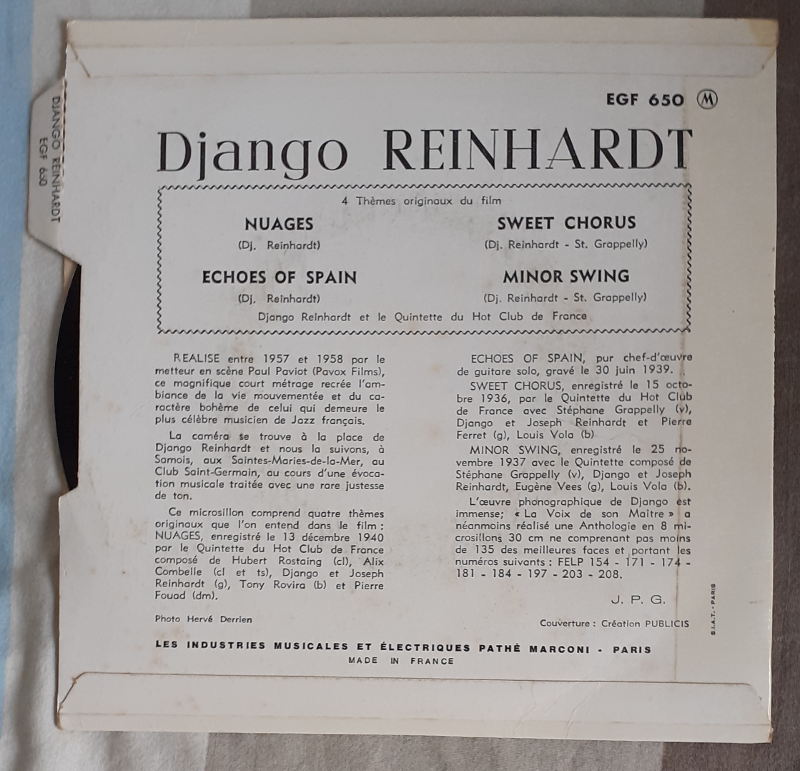 EGF 650 M
Django REINHARDT
4 Thèmes originaux du film
NUAGES
(Dj. Reinhardt)
SWEET CHORUS
(Dj. Reinhardt - St. Grappelly)
ECHOES OF SPAIN
(Dj. Reinhardt)
MINOR SWING
(Dj. Reinhardt - St. Grappelly)
Django Reinhardt et le Quintette du Hot Club de France
REALISE entre 1957 et 1958 par le
metteur en scène Paul Paviot (Pavox Films),
ce magnifique court métrage recrée l'am-
biance de la vie mouvementée et du ca-
ractère bohème de celui qui demeure le
plus célèbre musicien de Jazz français.
La caméra se trouve à la place de
Django Reinhardt et nous la suivons, à
Samois, aux Saintes-Maries-de-la-Mer, au
Club Saint-Germain, au cours d'une évoca-
tion musicale traitée avec une rare justesse
de ton.
Ce microsillon comprend quatre thèmes
originaux que l'on entend dans le film :
NUAGES, enregistré le 13 décembre 1940
par le Quintette du Hot Club de France
composé de Hubert Rostaing (cl), Alix
Combelle (cl et ts), Django et Joseph
Reinhardt (g), Tony Rovira (b) et Pierre
Fouad (dm).
Photo Hervé Derrien
ECHOES OF SPAIN, pur chef-d'œuvre
de guitare solo, gravé le 30 juin 1939.
SWEET CHORUS, enregistré le 15 octo-
bre 1936, par le Quintette du Hot Club
de France avec Stéphane Grappelly (v),
Django et Joseph Reinhardt et Pierre
Ferret (g), Louis Vola (b)
MINOR SWING, enregistré le 25 no-
vembre 1937 avec le Quintette composé de
Stéphane Grappelly (v), Django et Joseph
Reinhardt, Eugène Vees (g), Louis Vola (b).
L'œuvre phonographique de Django est
immense; « La Voix de son Maître » a
néanmoins réalisé une Anthologie en 8 mi-
crosillons 30 cm ne comprenant pas moins
de 135 des meilleures faces et portant les
numéros suivants : FELP 154 - 171 - 174 -
181 - 184 - 197 - 203 - 208.
J. P. G.
Couverture : Création PUBLICIS
S.I.A.T. - PARIS
LES INDUSTRIES MUSICALES ET ÉLECTRIQUES PATHÉ MARCONI - PARIS
MADE IN FRANCE
DJANGO REINHARDT
EGF 650